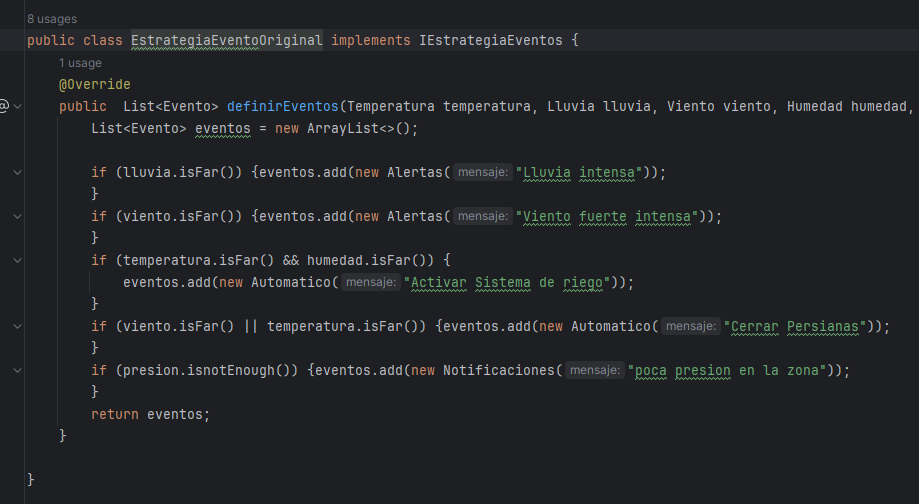 8 usages
public class EstrategiaEventoOriginal implements IEstrategiaEventos {
1 usage
@Override
public List<Evento> definirEventos(Temperatura temperatura, Lluvia lluvia, Viento viento, Humedad humedad,
List<Evento> eventos = new ArrayList<>();
if (lluvia.isFar()) {eventos.add(new Alertas( mensaje: "Lluvia intensa"));
}
if (viento.isFar()) {eventos.add(new Alertas( mensaje: "Viento fuerte intensa"));
}
if (temperatura.isFar() && humedad.isFar()) {
eventos.add(new Automatico( mensaje: "Activar Sistema de riego"));
}
if (viento.isFar() || temperatura.isFar()) {eventos.add(new Automatico( mensaje: "Cerrar Persianas"));
}
if (presion.isnotEnough()) {eventos.add(new Notificaciones( mensaje: "poca presion en la zona"));
}
return eventos;
}
}